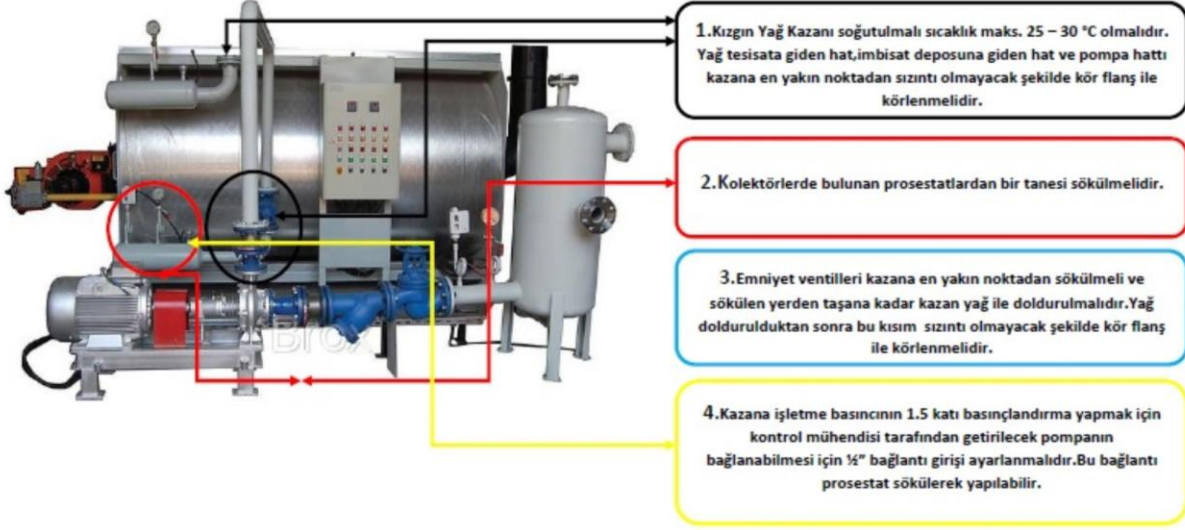 1.Kızgın Yağ Kazanı soğutulmalı sıcaklık maks. 25 – 30 °C olmalıdır.
Yağ tesisata giden hat,imbisat deposuna giden hat ve pompa hattı
kazana en yakın noktadan sızıntı olmayacak şekilde kör flanş ile
körlenmelidir.
2.Kolektörlerde bulunan prosestatlardan bir tanesi sökülmelidir.
3.Emniyet ventilleri kazana en yakın noktadan sökülmeli ve
sökülen yerden taşana kadar kazan yağ ile doldurulmalıdır.Yağ
doldurulduktan sonra bu kısım sızıntı olmayacak şekilde kör flanş
ile körlenmelidir.
4.Kazana işletme basıncının 1.5 katı basınçlandırma yapmak için
kontrol mühendisi tarafından getirilecek pompanın
bağlanabilmesi için ½” bağlantı girişi ayarlanmalıdır.Bu bağlantı
prosestat sökülerek yapılabilir.
Brox